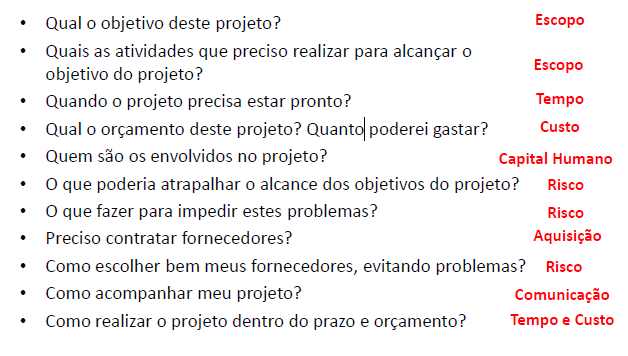 • Qual o objetivo deste projeto? Escopo
• Quais as atividades que preciso realizar para alcançar o
objetivo do projeto? Escopo
• Quando o projeto precisa estar pronto? Tempo
• Qual o orçamento deste projeto? Quanto poderei gastar? Custo
• Quem são os envolvidos no projeto? Capital Humano
• O que poderia atrapalhar o alcance dos objetivos do projeto? Risco
• O que fazer para impedir estes problemas? Risco
• Preciso contratar fornecedores? Aquisição
• Como escolher bem meus fornecedores, evitando problemas? Risco
• Como acompanhar meu projeto? Comunicação
• Como realizar o projeto dentro do prazo e orçamento? Tempo e Custo